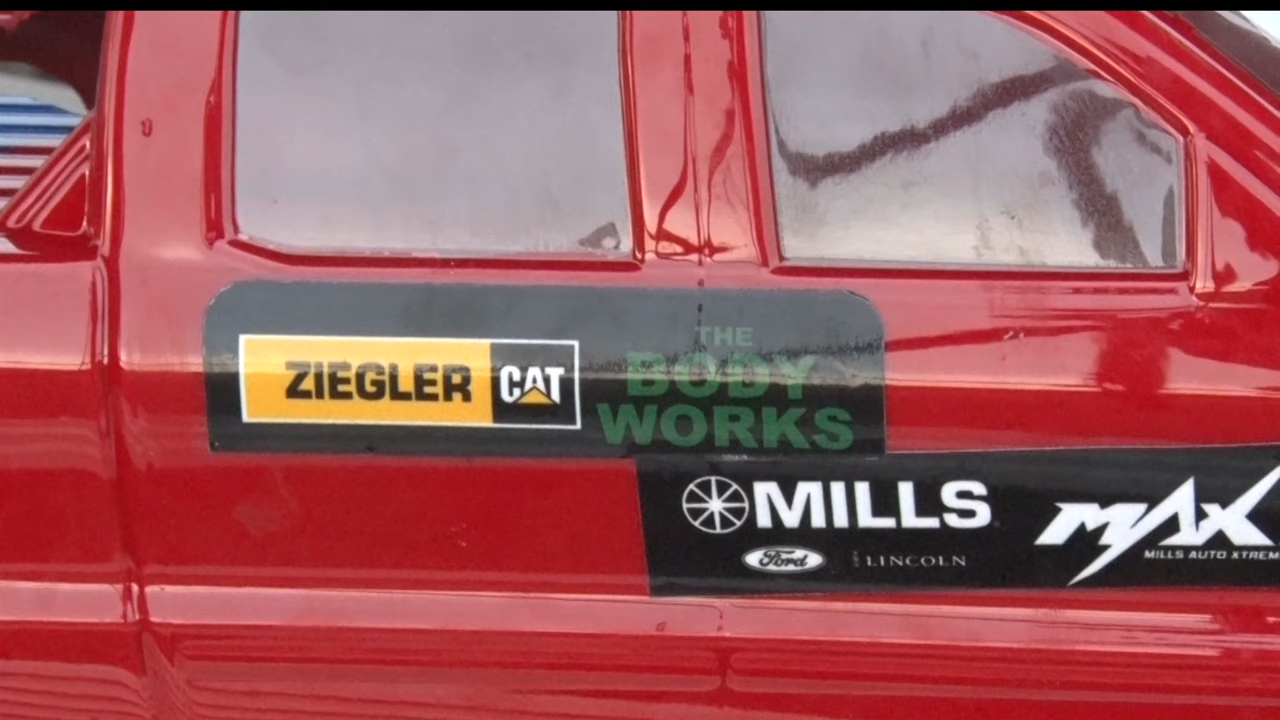 ZIEGLER CAT
THE
BODY
WORKS
MILLS
Ford LINCOLN
MAX
MILLS AUTO XTREM